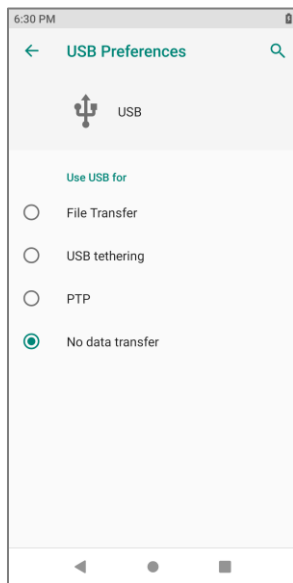 6:30 PM
USB Preferences
USB
Use USB for
File Transfer
USB tethering
PTP
No data transfer